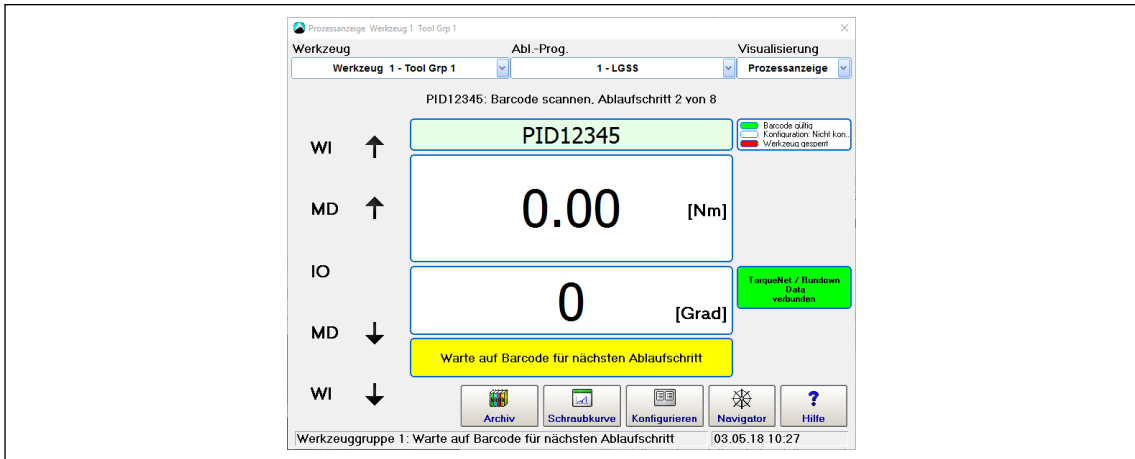 Prozessanzeige Werkzeug 1 Tool Grp 1
Werkzeug Abl.-Prog. Visualisierung
Werkzeug 1 - Tool Grp 1 1 - LGSS Prozessanzeige
PID12345: Barcode scannen, Ablaufschritt 2 von 8
WI PID12345
Barcode gültig
Konfiguration: Nicht kon..
Werkzeug gesperrt
MD 0.00 [Nm]
IO
TorqueNet / Rundown
Data
verbunden
0 [Grad]
MD
Warte auf Barcode für nächsten Ablaufschritt
WI
Archiv Schraubkurve Konfigurieren Navigator Hilfe
Werkzeuggruppe 1: Warte auf Barcode für nächsten Ablaufschritt 03.05.18 10:27